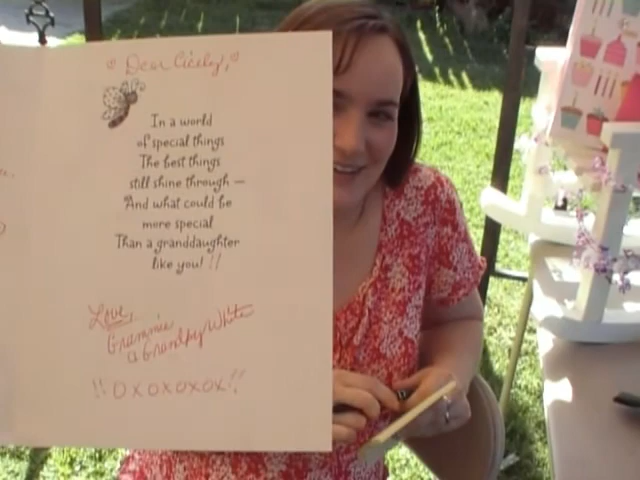 Dear Cicely,
In a world
of special things
The best things
still shine through —
And what could be
more special
Than a granddaughter
like you! !!
Love,
Grammie
& Grandpy White
!! OXOXOXOX !!